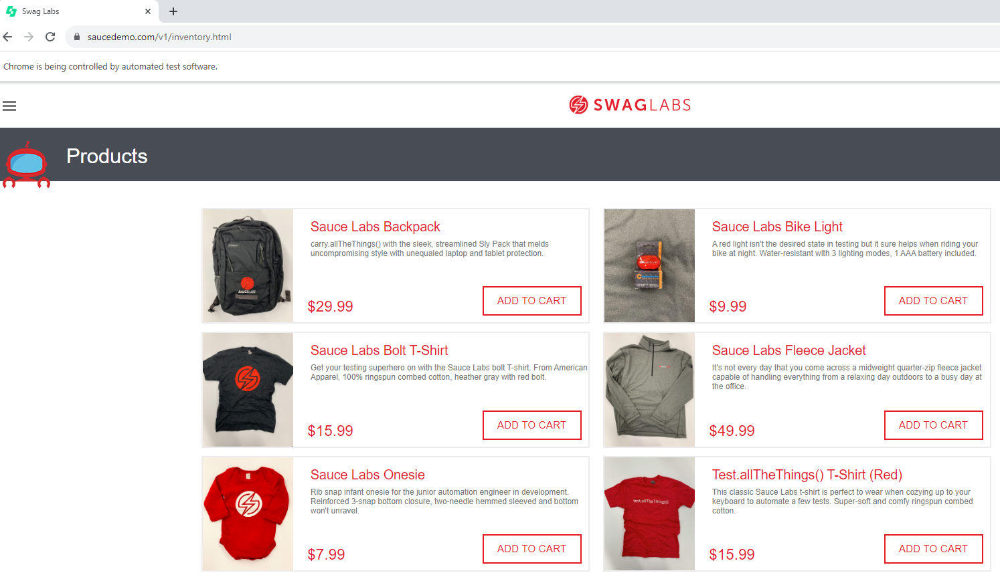 Swag Labs
saucedemo.com/v1/inventory.html
Chrome is being controlled by automated test software.
SWAGLABS
Products
Sauce Labs Backpack
carry.allTheThings() with the sleek, streamlined Sly Pack that melds
uncompromising style with unequaled laptop and tablet protection.
$29.99
ADD TO CART
SAUCELABS
Sauce Labs Bike Light
A red light isn't the desired state in testing but it sure helps when riding your
bike at night. Water-resistant with 3 lighting modes, 1 AAA battery included.
$9.99
ADD TO CART
Sauce Labs Bolt T-Shirt
Get your testing superhero on with the Sauce Labs bolt T-shirt. From American
Apparel, 100% ringspun combed cotton, heather gray with red bolt.
$15.99
ADD TO CART
Sauce Labs Fleece Jacket
It's not every day that you come across a midweight quarter-zip fleece jacket
capable of handling everything from a relaxing day outdoors to a busy day at
the office.
$49.99
ADD TO CART
Sauce Labs Onesie
Rib snap infant onesie for the junior automation engineer in development.
Reinforced 3-snap bottom closure, two-needle hemmed sleeved and bottom
won't unravel.
$7.99
ADD TO CART
test.allTheThings()
Test.allTheThings() T-Shirt (Red)
This classic Sauce Labs t-shirt is perfect to wear when cozying up to your
keyboard to automate a few tests. Super-soft and comfy ringspun combed
cotton.
$15.99
ADD TO CART